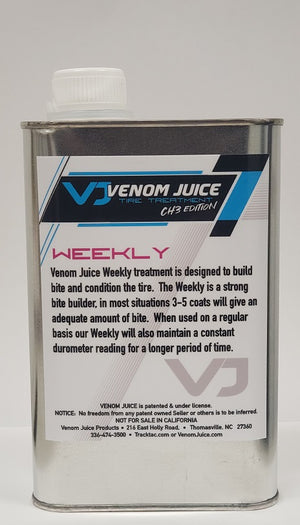 VJ VENOM JUICE
TIRE TREATMENT
CH3 EDITION
WEEKLY
Venom Juice Weekly treatment is designed to build
bite and condition the tire. The Weekly is a strong
bite builder, in most situations 3-5 coats will give an
adequate amount of bite. When used on a regular
basis our Weekly will also maintain a constant
durometer reading for a longer period of time.
VJ
VENOM JUICE is patented & under license.
NOTICE: No freedom from any patent owned Seller or others is to be inferred.
NOT FOR SALE IN CALIFORNIA
Venom Juice Products • 216 East Holly Road, • Thomasville, NC 27360
336-474-3500 • Tracktac.com or VenomJuice.com